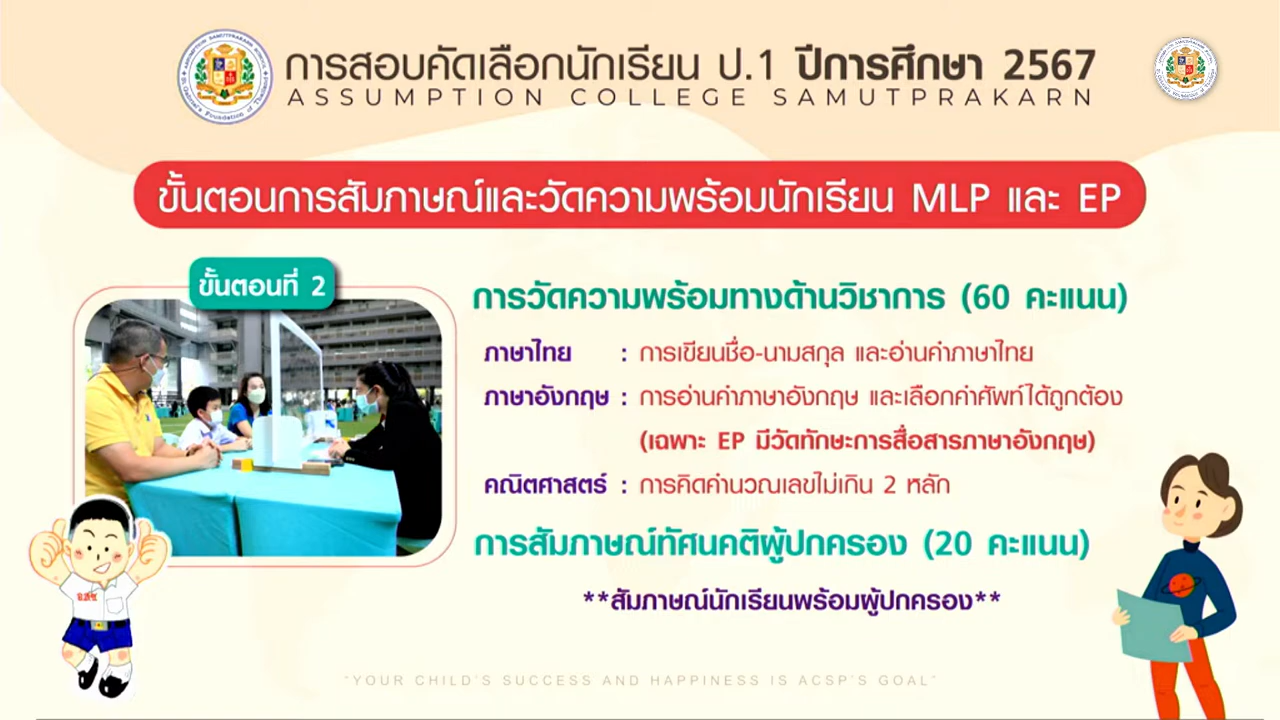 การสอบคัดเลือกนักเรียน ป.1 ปีการศึกษา 2567
ASSUMPTION COLLEGE SAMUTPRAKARN
ขั้นตอนการสัมภาษณ์และวัดความพร้อมนักเรียน MLP และ EP
ขั้นตอนที่ 2
การวัดความพร้อมทางด้านวิชาการ (60 คะแนน)
ภาษาไทย : การเขียนชื่อ-นามสกุล และอ่านคำภาษาไทย
ภาษาอังกฤษ : การอ่านคำภาษาอังกฤษ และเลือกคำศัพท์ได้ถูกต้อง
(เฉพาะ EP มีวัดทักษะการสื่อสารภาษาอังกฤษ)
คณิตศาสตร์ : การคิดคำนวณเลขไม่เกิน 2 หลัก
การสัมภาษณ์ทัศนคติผู้ปกครอง (20 คะแนน)
**สัมภาษณ์นักเรียนพร้อมผู้ปกครอง**
"YOUR CHILD'S SUCCESS AND HAPPINESS IS ACSP'S GOAL"